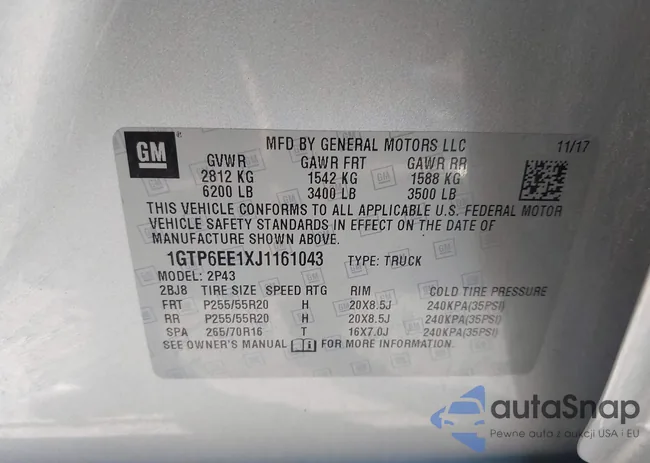 GM
MFD BY GENERAL MOTORS LLC 11/17
GVWR GAWR FRT GAWR RR
2812 KG 1542 KG 1588 KG
6200 LB 3400 LB 3500 LB
THIS VEHICLE CONFORMS TO ALL APPLICABLE U.S. FEDERAL MOTOR
VEHICLE SAFETY STANDARDS IN EFFECT ON THE DATE OF
MANUFACTURE SHOWN ABOVE.
1GTP6EE1XJ1161043 TYPE: TRUCK
MODEL: 2P43
2BJ8 TIRE SIZE SPEED RTG RIM COLD TIRE PRESSURE
FRT P255/55R20 H 20X8.5J 240KPA(35PSI)
RR P255/55R20 H 20X8.5J 240KPA(35PSI)
SPA 265/70R16 T 16X7.0J 240KPA(35PSI)
SEE OWNER'S MANUAL FOR MORE INFORMATION.
autaSnap
Pewne auto z aukcji USA i EU